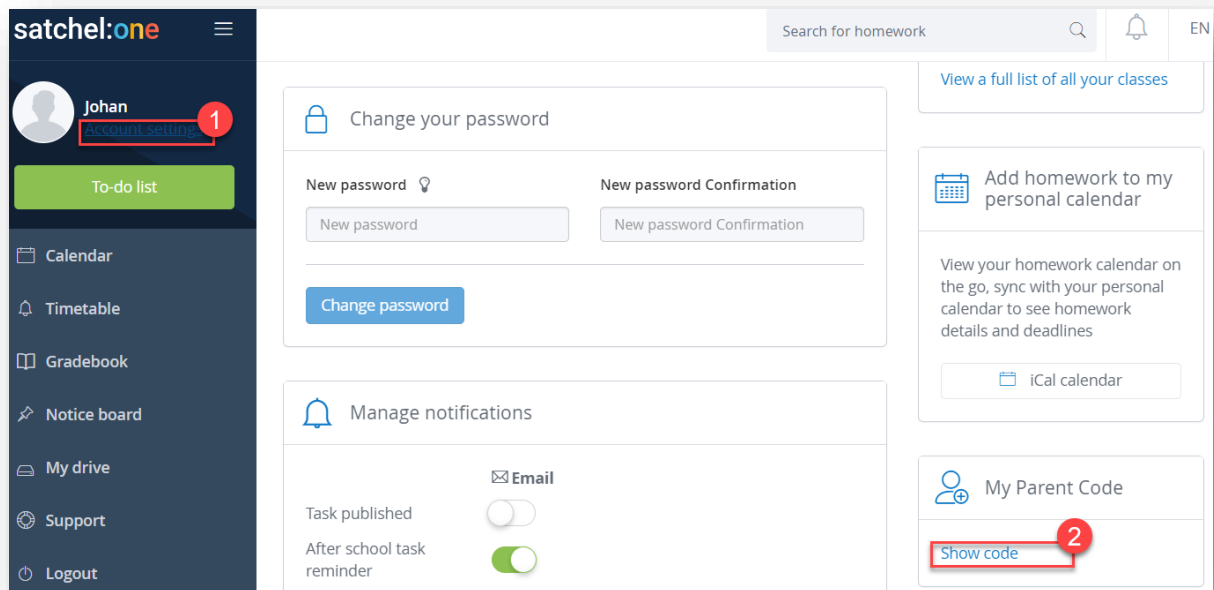 satchel:one
Johan
Account settings
1
To-do list
Calendar
Timetable
Gradebook
Notice board
My drive
Support
Logout
Search for homework
EN
Change your password
New password
New password Confirmation
New password
New password Confirmation
Change password
Manage notifications
Email
Task published
After school task
reminder
View a full list of all your classes
Add homework to my
personal calendar
View your homework calendar on
the go, sync with your personal
calendar to see homework
details and deadlines
iCal calendar
My Parent Code
2
Show code